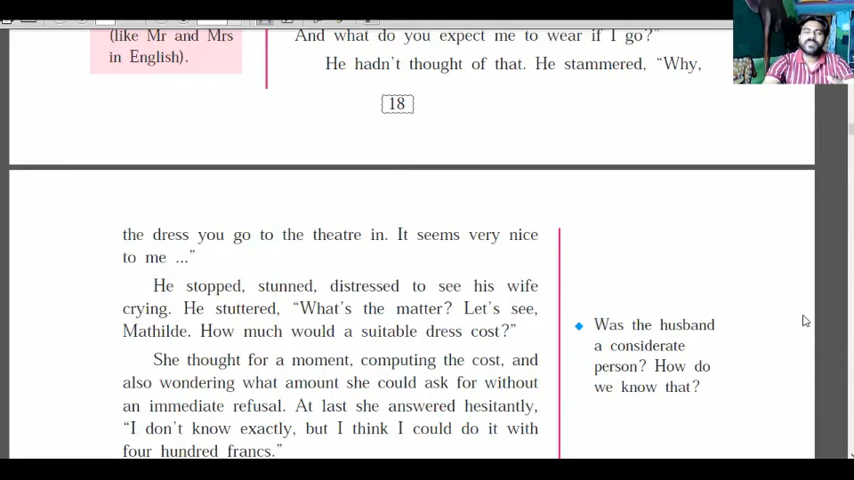 (like Mr and Mrs
in English).
And what do you expect me to wear if I go?"
He hadn't thought of that. He stammered, "Why,
18
the dress you go to the theatre in. It seems very nice
to me ..."
He stopped, stunned, distressed to see his wife
crying. He stuttered, "What's the matter? Let's see,
Mathilde. How much would a suitable dress cost?"
She thought for a moment, computing the cost, and
also wondering what amount she could ask for without
an immediate refusal. At last she answered hesitantly,
"I don't know exactly, but I think I could do it with
four hundred francs."
Was the husband
a considerate
person? How do
we know that?